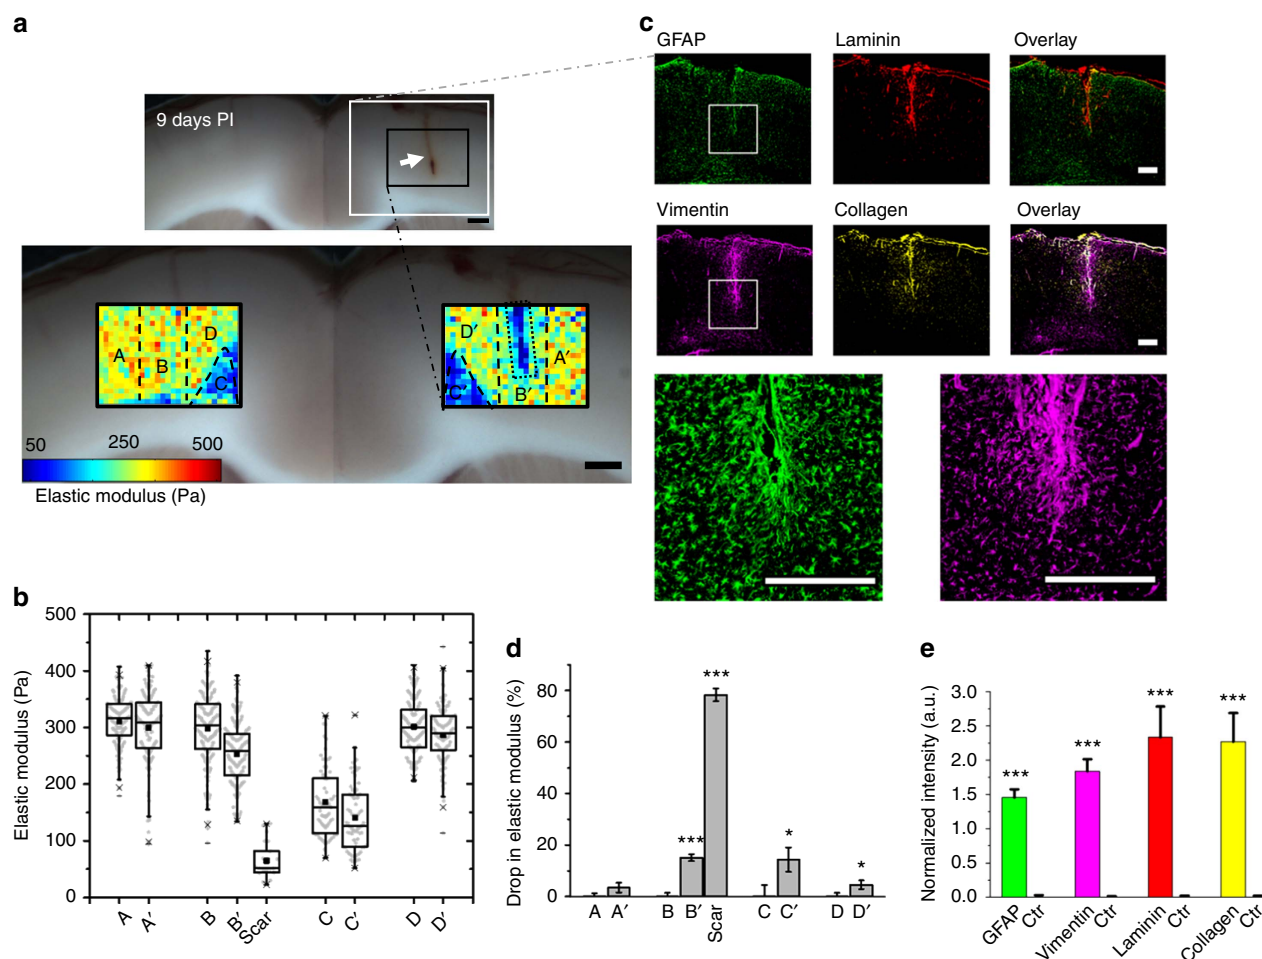 a
9 days PI
A
B
C
D
D′
C′
B′
A′
50 250 500
Elastic modulus (Pa)
c
GFAP Laminin Overlay
Vimentin Collagen Overlay
b
Elastic modulus (Pa)
500
400
300
200
100
0
A A′ B B′ Scar C C′ D D′
d
Drop in elastic modulus (%)
80
60
40
20
0
***
***
*
*
A A′ B B′ Scar C C′ D D′
e
Normalized intensity (a.u.)
3.0
2.5
2.0
1.5
1.0
0.5
0.0
***
***
***
***
GFAP Ctr Vimentin Ctr Laminin Ctr Collagen Ctr